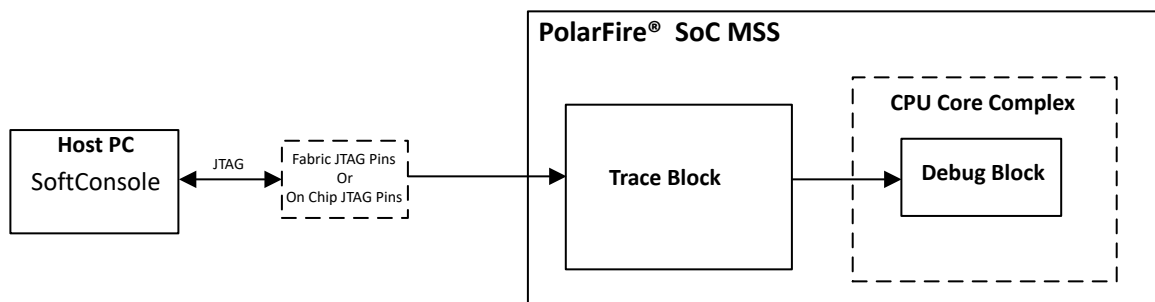 PolarFire® SoC MSS
CPU Core Complex
Host PC
SoftConsole
JTAG
Fabric JTAG Pins
Or
On Chip JTAG Pins
Trace Block
Debug Block